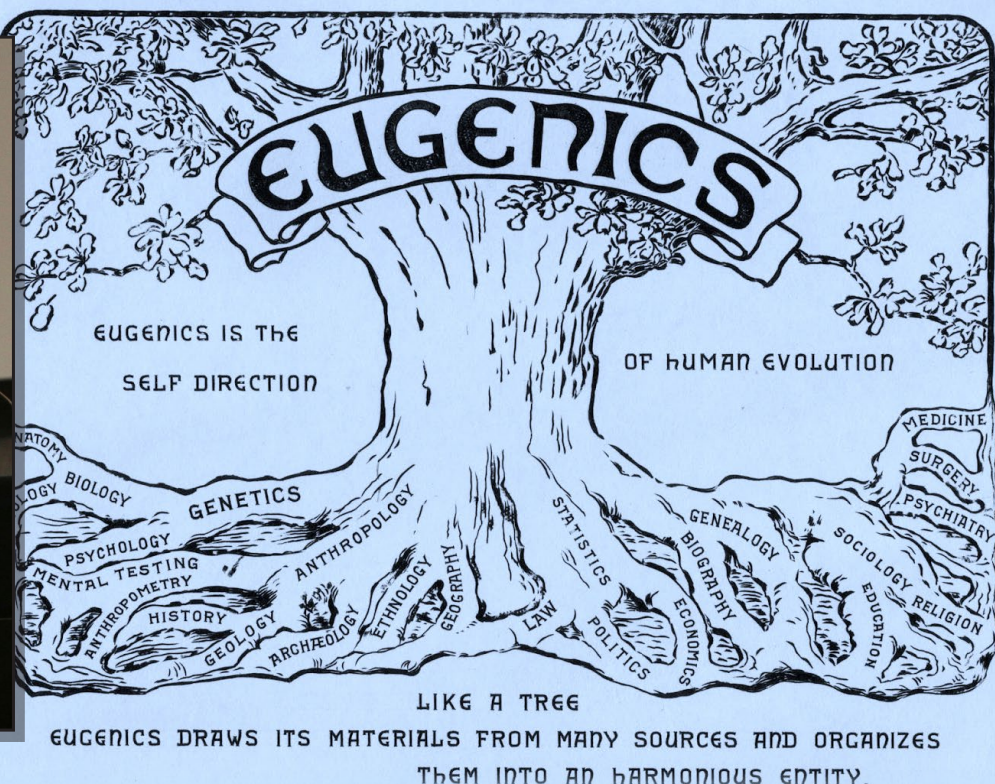 EUGENICS
EUGENICS IS THE
SELF DIRECTION
OF HUMAN EVOLUTION
NATOMY
BIOLOGY
LOGY
GENETICS
PSYCHOLOGY
MENTAL TESTING
ANTHROPOMETRY
HISTORY
GEOLOGY
ANTHROPOLOGY
ARCHÆOLOGY
ETHNOLOGY
GEOGRAPHY
LAW
STATISTICS
POLITICS
ECONOMICS
BIOGRAPHY
GENEALOGY
EDUCATION
SOCIOLOGY
RELIGION
PSYCHIATRY
SURGERY
MEDICINE
LIKE A TREE
EUGENICS DRAWS ITS MATERIALS FROM MANY SOURCES AND ORGANIZES
THEM INTO AN HARMONIOUS ENTITY.